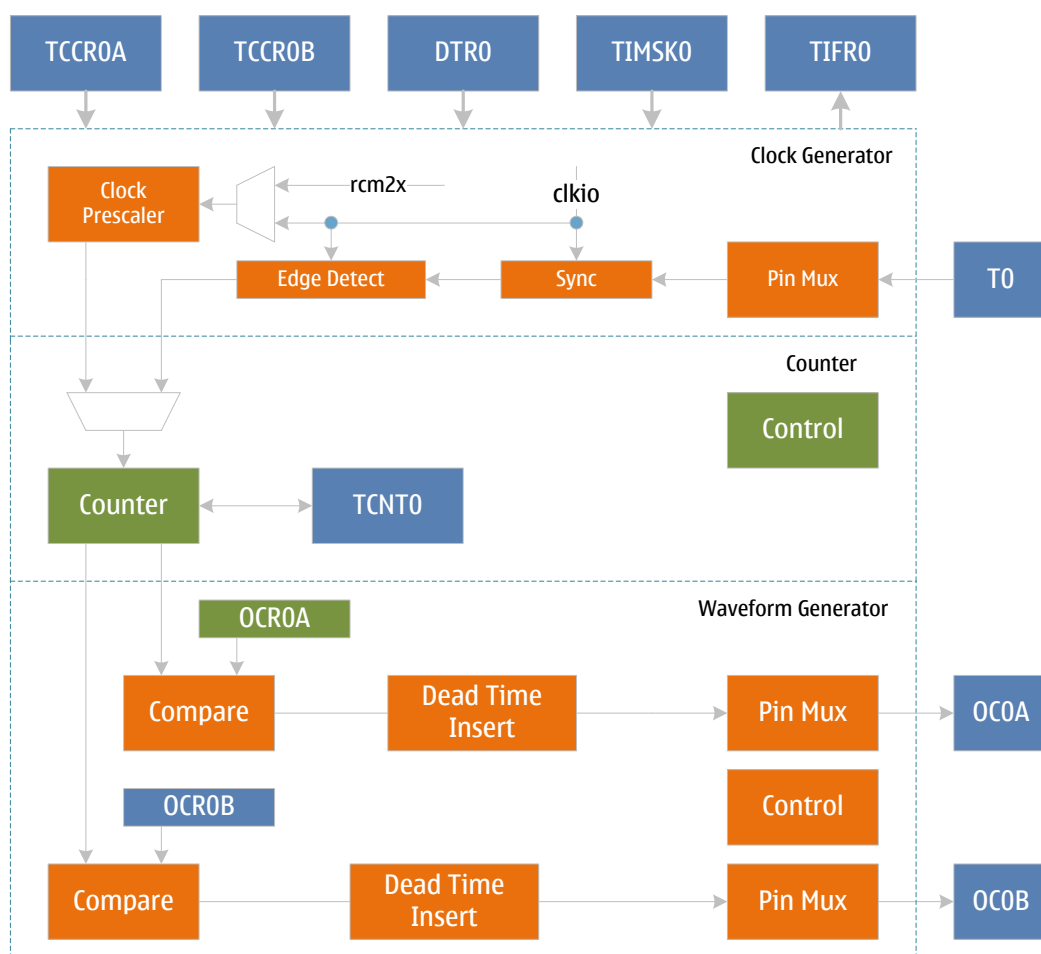 TCCR0A
TCCR0B
DTR0
TIMSK0
TIFR0
Clock Generator
Clock
Prescaler
rcm2x
clkio
Edge Detect
Sync
Pin Mux
T0
Counter
Control
Counter
TCNT0
Waveform Generator
OCR0A
Compare
Dead Time
Insert
Pin Mux
OC0A
OCR0B
Control
Compare
Dead Time
Insert
Pin Mux
OC0B